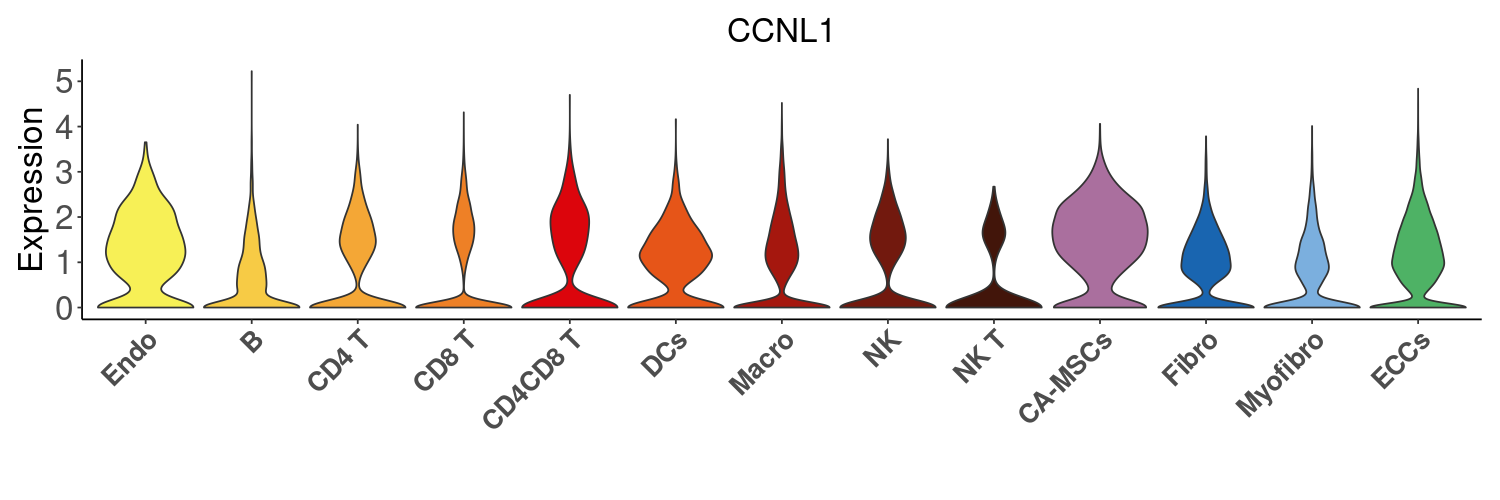 CCNL1
Expression
5
4
3
2
1
0
Endo
B
CD4 T
CD8 T
CD4CD8 T
DCs
Macro
NK
NK T
CA-MSCs
Fibro
Myofibro
ECCs